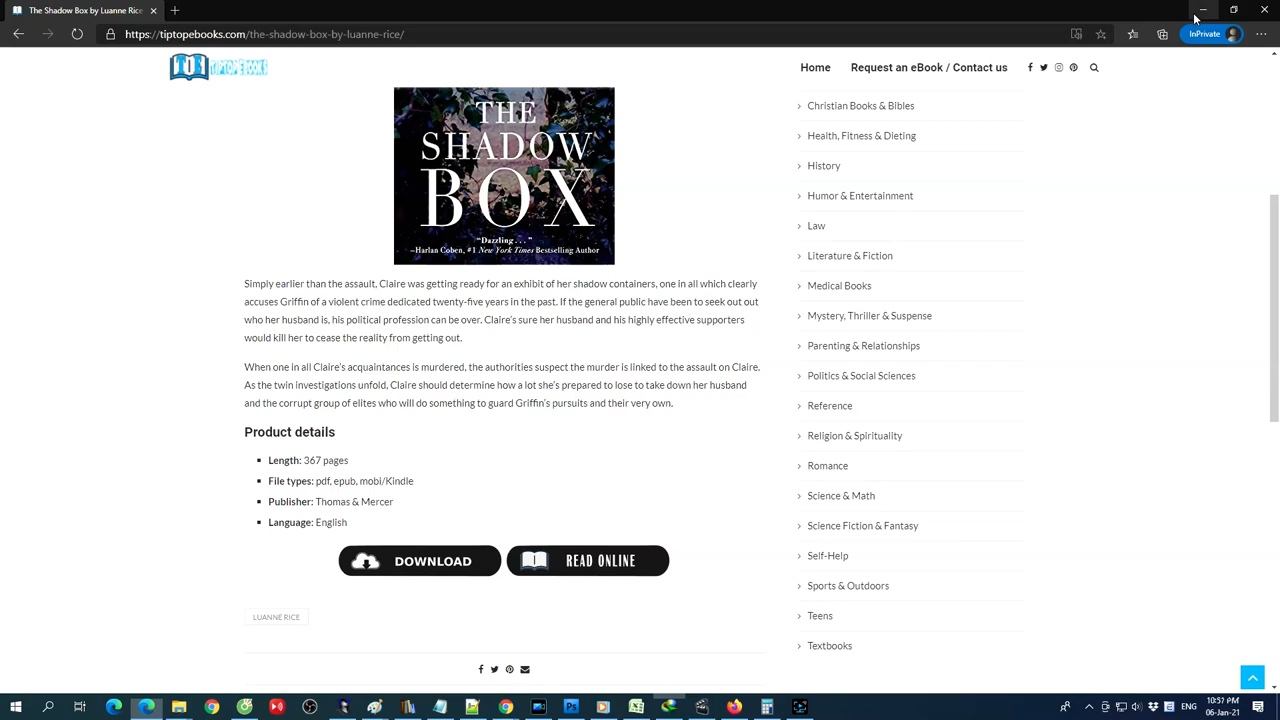 The Shadow Box by Luanne Rice
https://tiptopebooks.com/the-shadow-box-by-luanne-rice/
InPrivate
TIPTOPEBOOKS
Home
Request an eBook / Contact us
THE
SHADOW
BOX
"Dazzling . . ."
–Harlan Coben, #1 New York Times Bestselling Author
Simply earlier than the assault, Claire was getting ready for an exhibit of her shadow containers, one in all which clearly
accuses Griffin of a violent crime dedicated twenty-five years in the past. If the general public have been to seek out out
who her husband is, his political profession can be over. Claire's sure her husband and his highly effective supporters
would kill her to cease the reality from getting out.
When one in all Claire's acquaintances is murdered, the authorities suspect the murder is linked to the assault on Claire.
As the twin investigations unfold, Claire should determine how a lot she's prepared to lose to take down her husband
and the corrupt group of elites who will do something to guard Griffin's pursuits and their very own.
Product details
Length: 367 pages
File types: pdf, epub, mobi/Kindle
Publisher: Thomas & Mercer
Language: English
DOWNLOAD
READ ONLINE
LUANNE RICE
Christian Books & Bibles
Health, Fitness & Dieting
History
Humor & Entertainment
Law
Literature & Fiction
Medical Books
Mystery, Thriller & Suspense
Parenting & Relationships
Politics & Social Sciences
Reference
Religion & Spirituality
Romance
Science & Math
Science Fiction & Fantasy
Self-Help
Sports & Outdoors
Teens
Textbooks
ENG
10:57 PM
06-Jan-21